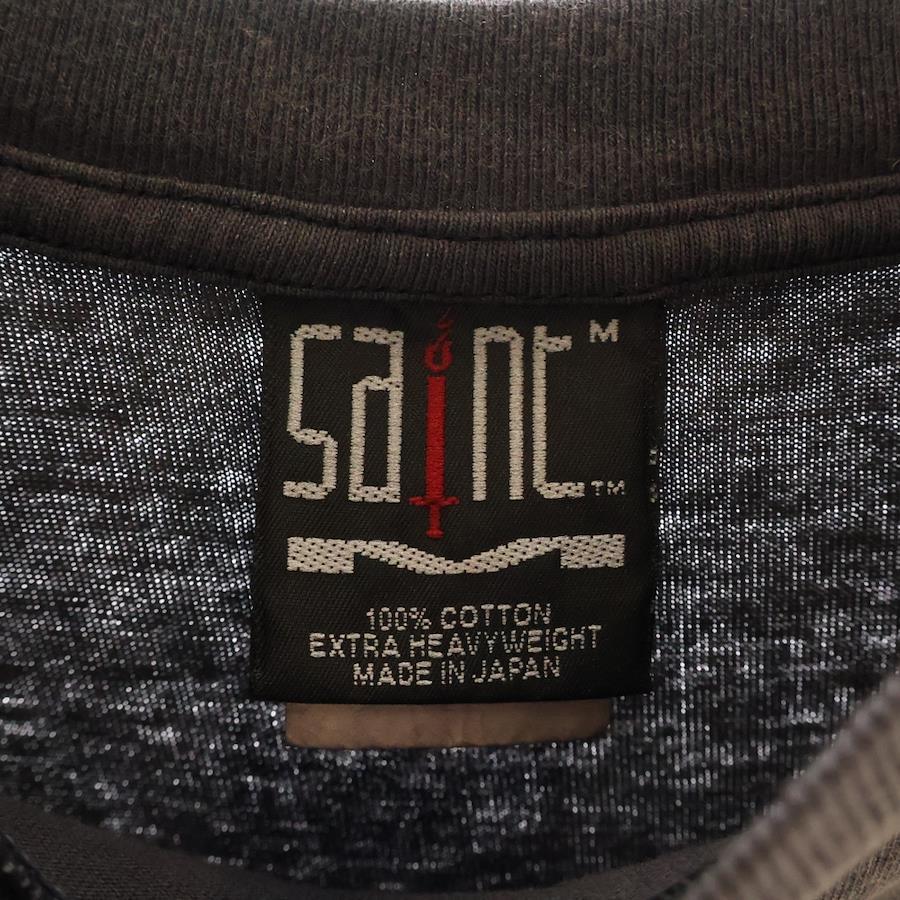 SAINT M
TM
100% COTTON
EXTRA HEAVYWEIGHT
MADE IN JAPAN